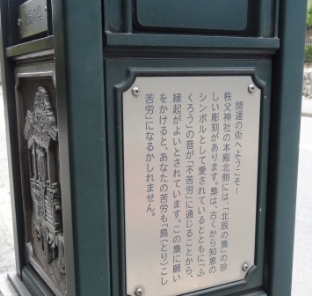 開運の街へようこそ！
秩父神社の本殿北側には、「北辰の梟」の珍
しい彫刻があります。梟は、古くから知恵の
シンボルとして愛されているとともに「ふ
くろう」の音が「不苦労」に通じることから、
縁起がよいとされています。この梟に願い
をかけると、あなたの苦労も「鳥(とり)こし
苦労」になるかしれません。